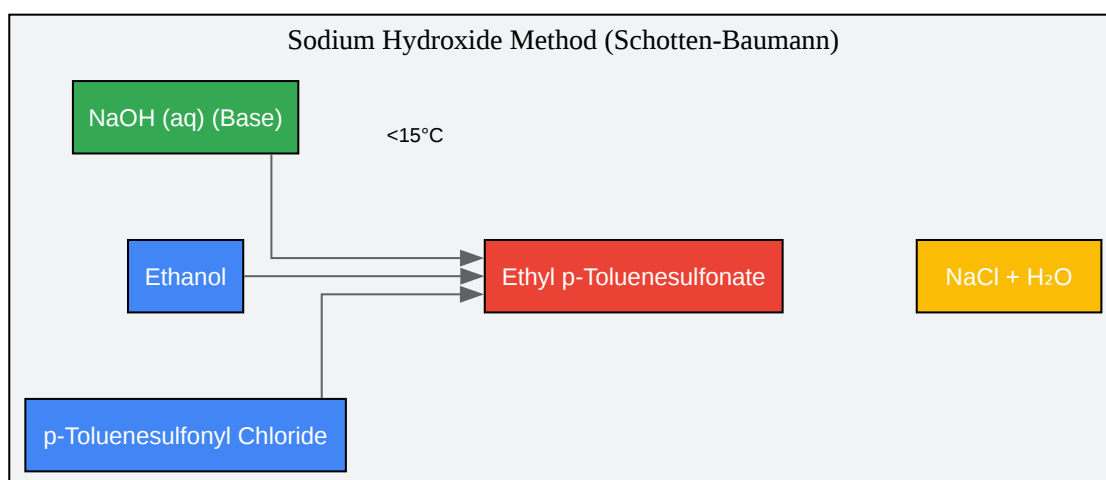 Sodium Hydroxide Method (Schotten-Baumann)
NaOH (aq) (Base)
<15°C
Ethanol
Ethyl p-Toluenesulfonate
NaCl + H₂O
p-Toluenesulfonyl Chloride